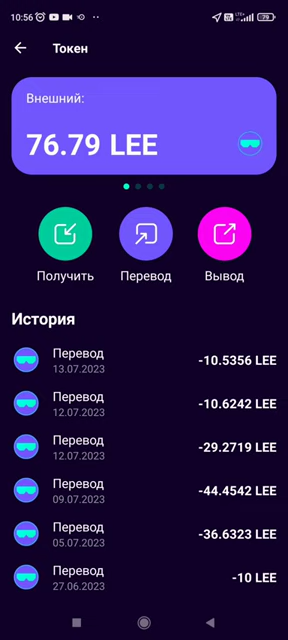 10:56
79
Токен
Внешний:
76.79 LEE
Получить Перевод Вывод
История
Перевод -10.5356 LEE
13.07.2023
Перевод -10.6242 LEE
12.07.2023
Перевод -29.2719 LEE
12.07.2023
Перевод -44.4542 LEE
09.07.2023
Перевод -36.6323 LEE
05.07.2023
Перевод -10 LEE
27.06.2023